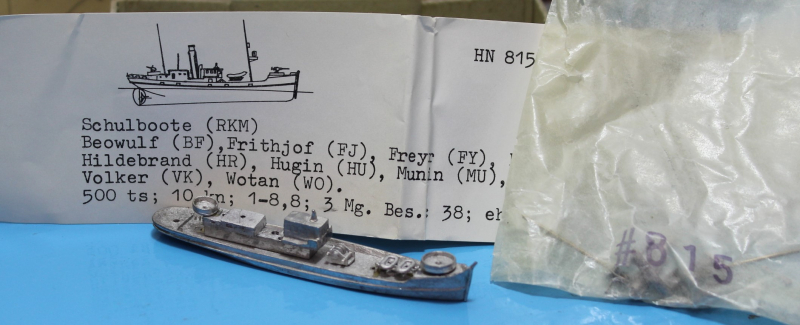 HN 815
Schulboote (RKM)
Beowulf (BF),Frithjof (FJ), Freyr (FY),
Hildebrand (HR), Hugin (HU), Munin (MU),
Volker (VK), Wotan (WO).
500 ts; 10 kn; 1-8,8; 3 Mg. Bes.: 38;
#815